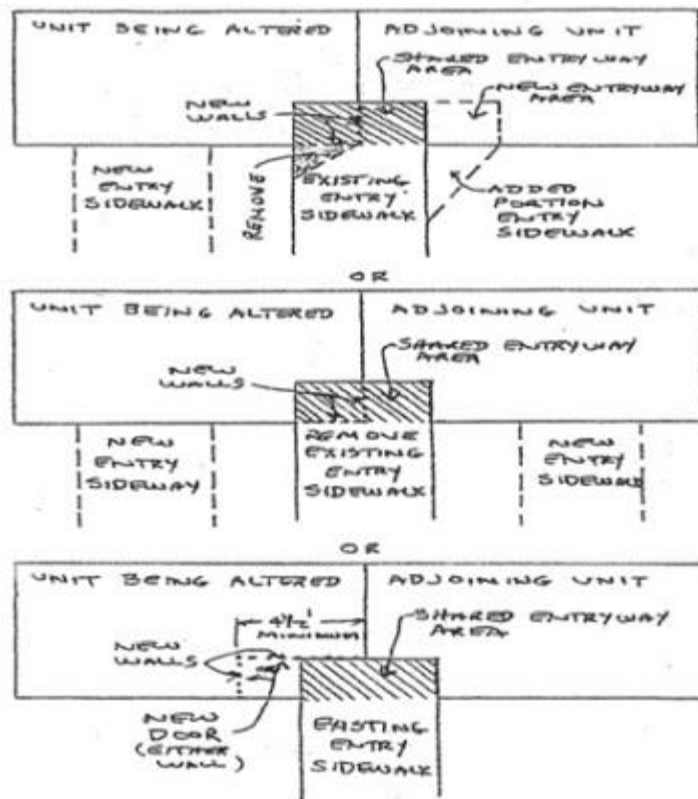 UNIT BEING ALTERED
ADJOINING UNIT
SHARED ENTRYWAY
AREA
NEW
WALLS
NEW ENTRYWAY
AREA
NEW
ENTRY
SIDEWALK
REMOVE
EXISTING
ENTRY
SIDEWALK
ADDED
PORTION
ENTRY
SIDEWALK
OR
UNIT BEING ALTERED
ADJOINING UNIT
SHARED ENTRYWAY
AREA
NEW
WALLS
NEW
ENTRY
SIDEWAY
REMOVE
EXISTING
ENTRY
SIDEWALK
NEW
ENTRY
SIDEWALK
OR
UNIT BEING ALTERED
ADJOINING UNIT
4½'
MINIMUM
SHARED ENTRYWAY
AREA
NEW
WALLS
NEW
DOOR
(EITHER
WALL)
EXISTING
ENTRY
SIDEWALK